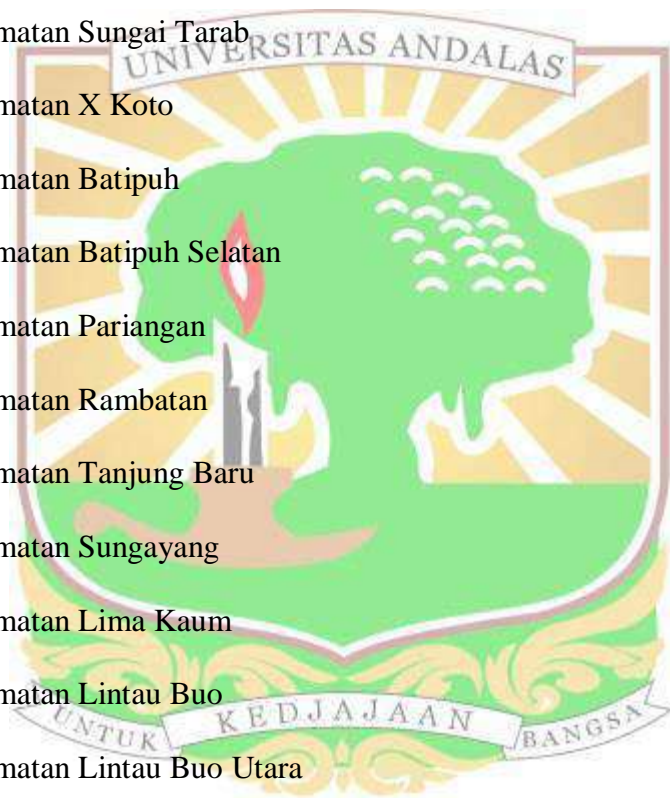 matan Sungai Tarab
UNIVERSITAS ANDALAS
matan X Koto
matan Batipuh
matan Batipuh Selatan
matan Pariangan
matan Rambatan
matan Tanjung Baru
matan Sungayang
matan Lima Kaum
matan Lintau Buo
UNTUK KEDJAJAAN BANGSA
matan Lintau Buo Utara